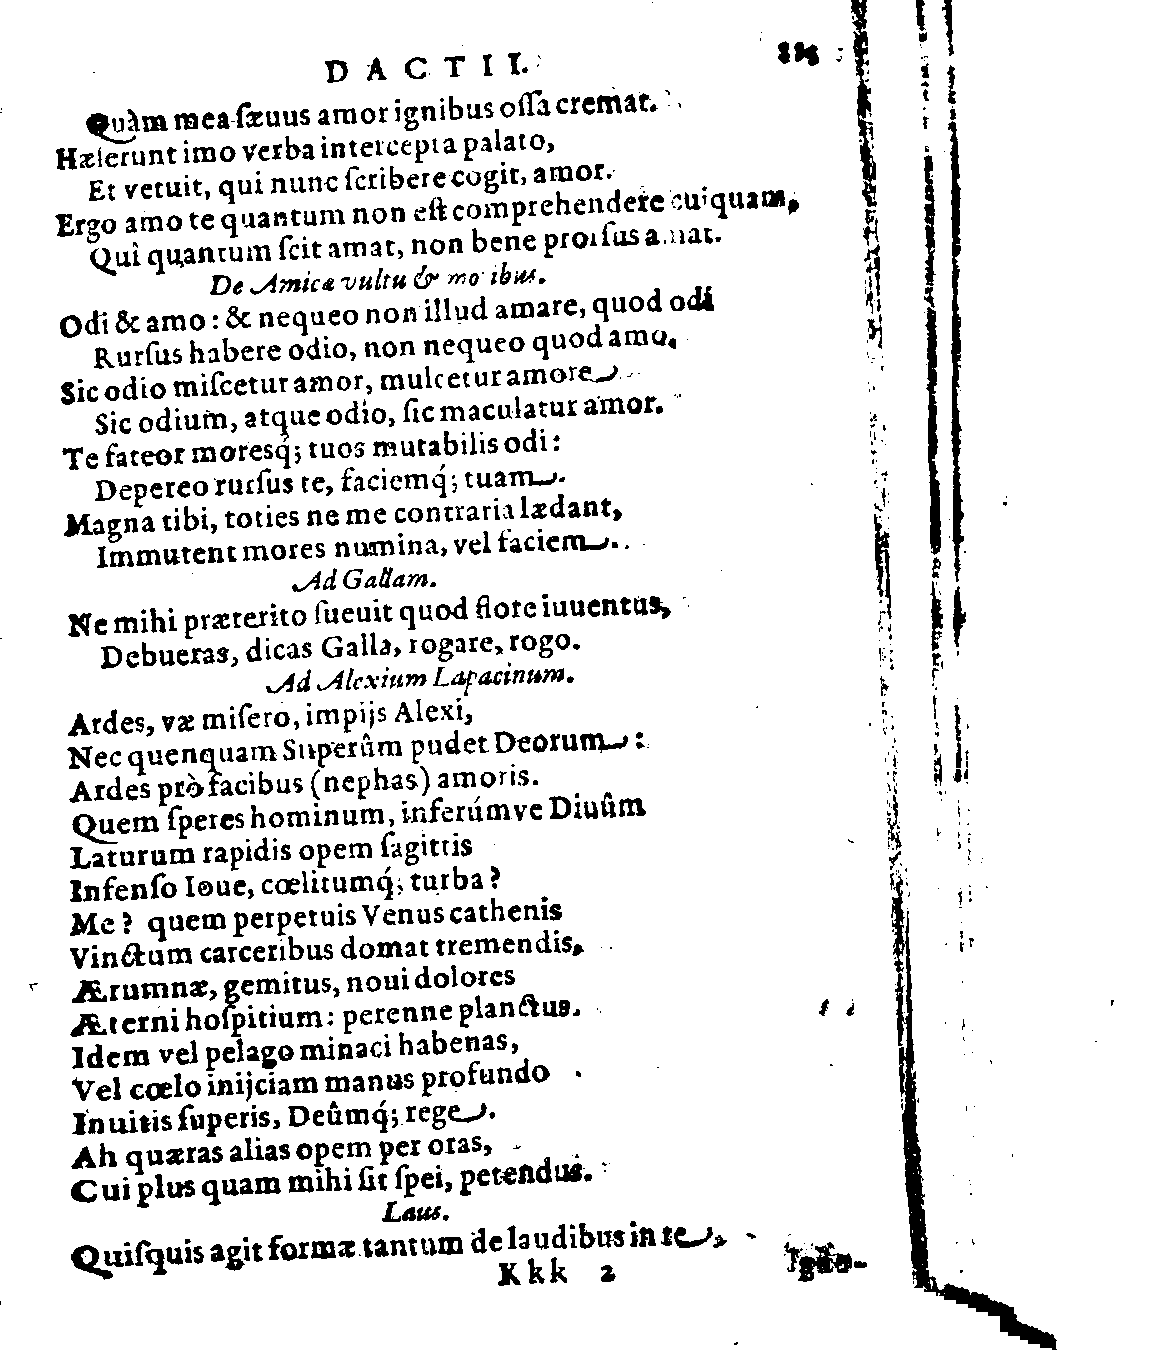 DACTII.
Quàm mea sæuus amor ignibus ossa cremat.
Hæserunt imo verba intercepta palato,
Et vetuit, qui nunc scribere cogit, amor.
Ergo amo te quantum non est comprehendere cuiquam,
Qui quantum scit amat, non bene prorsus amat.
De Amicæ vultu & moribus.
Odi & amo: & nequeo non illud amare, quod odi
Rursus habere odio, non nequeo quod amo.
Sic odio miscetur amor, mulcetur amore
Sic odium, atque odio, sic maculatur amor.
Te fateor moresq́; tuos mutabilis odi:
Depereo rursus te, faciemq́; tuam.
Magna tibi, toties ne me contraria lædant,
Immutent mores numina, vel faciem.
Ad Gallam.
Ne mihi præterito sueuit quod flore iuuentus,
Debueras, dicas Galla, rogare, rogo.
Ad Alexium Lapacinum.
Ardes, væ misero, impijs Alexi,
Nec quenquam Superûm pudet Deorum:
Ardes prò facibus (nephas) amoris.
Quem speres hominum, inferúmve Diuûm
Laturum rapidis opem sagittis
Infenso Ioue, cœlitumq́; turba?
Me? quem perpetuis Venus cathenis
Vinctum carceribus domat tremendis,
Ærumnæ, gemitus, noui dolores
Æterni hospitium: perenne planctus.
Idem vel pelago minaci habenas,
Vel cœlo inijciam manus profundo
Inuitis superis, Deûmq́; rege.
Ah quæras alias opem per oras,
Cui plus quam mihi sit spei, petendus.
Laus.
Quisquis agit formæ tantum de laudibus in te,
Kkk 2